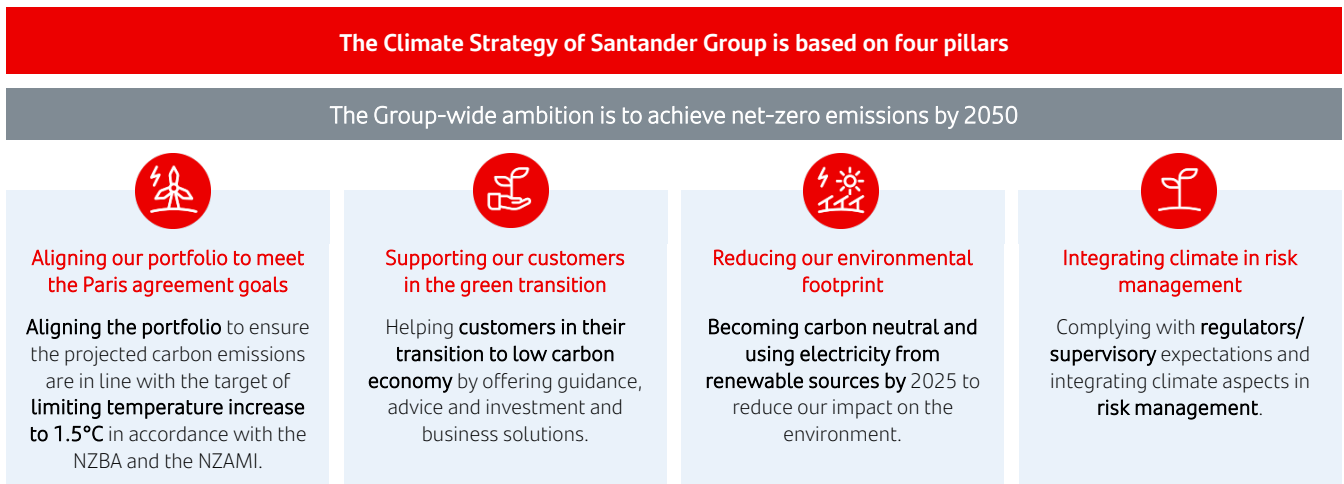 The Climate Strategy of Santander Group is based on four pillars
The Group-wide ambition is to achieve net-zero emissions by 2050
Aligning our portfolio to meet
the Paris agreement goals
Aligning the portfolio to ensure
the projected carbon emissions
are in line with the target of
limiting temperature increase
to 1.5°C in accordance with the
NZBA and the NZAMI.
Supporting our customers
in the green transition
Helping customers in their
transition to low carbon
economy by offering guidance,
advice and investment and
business solutions.
Reducing our environmental
footprint
Becoming carbon neutral and
using electricity from
renewable sources by 2025 to
reduce our impact on the
environment.
Integrating climate in risk
management
Complying with regulators/
supervisory expectations and
integrating climate aspects in
risk management.